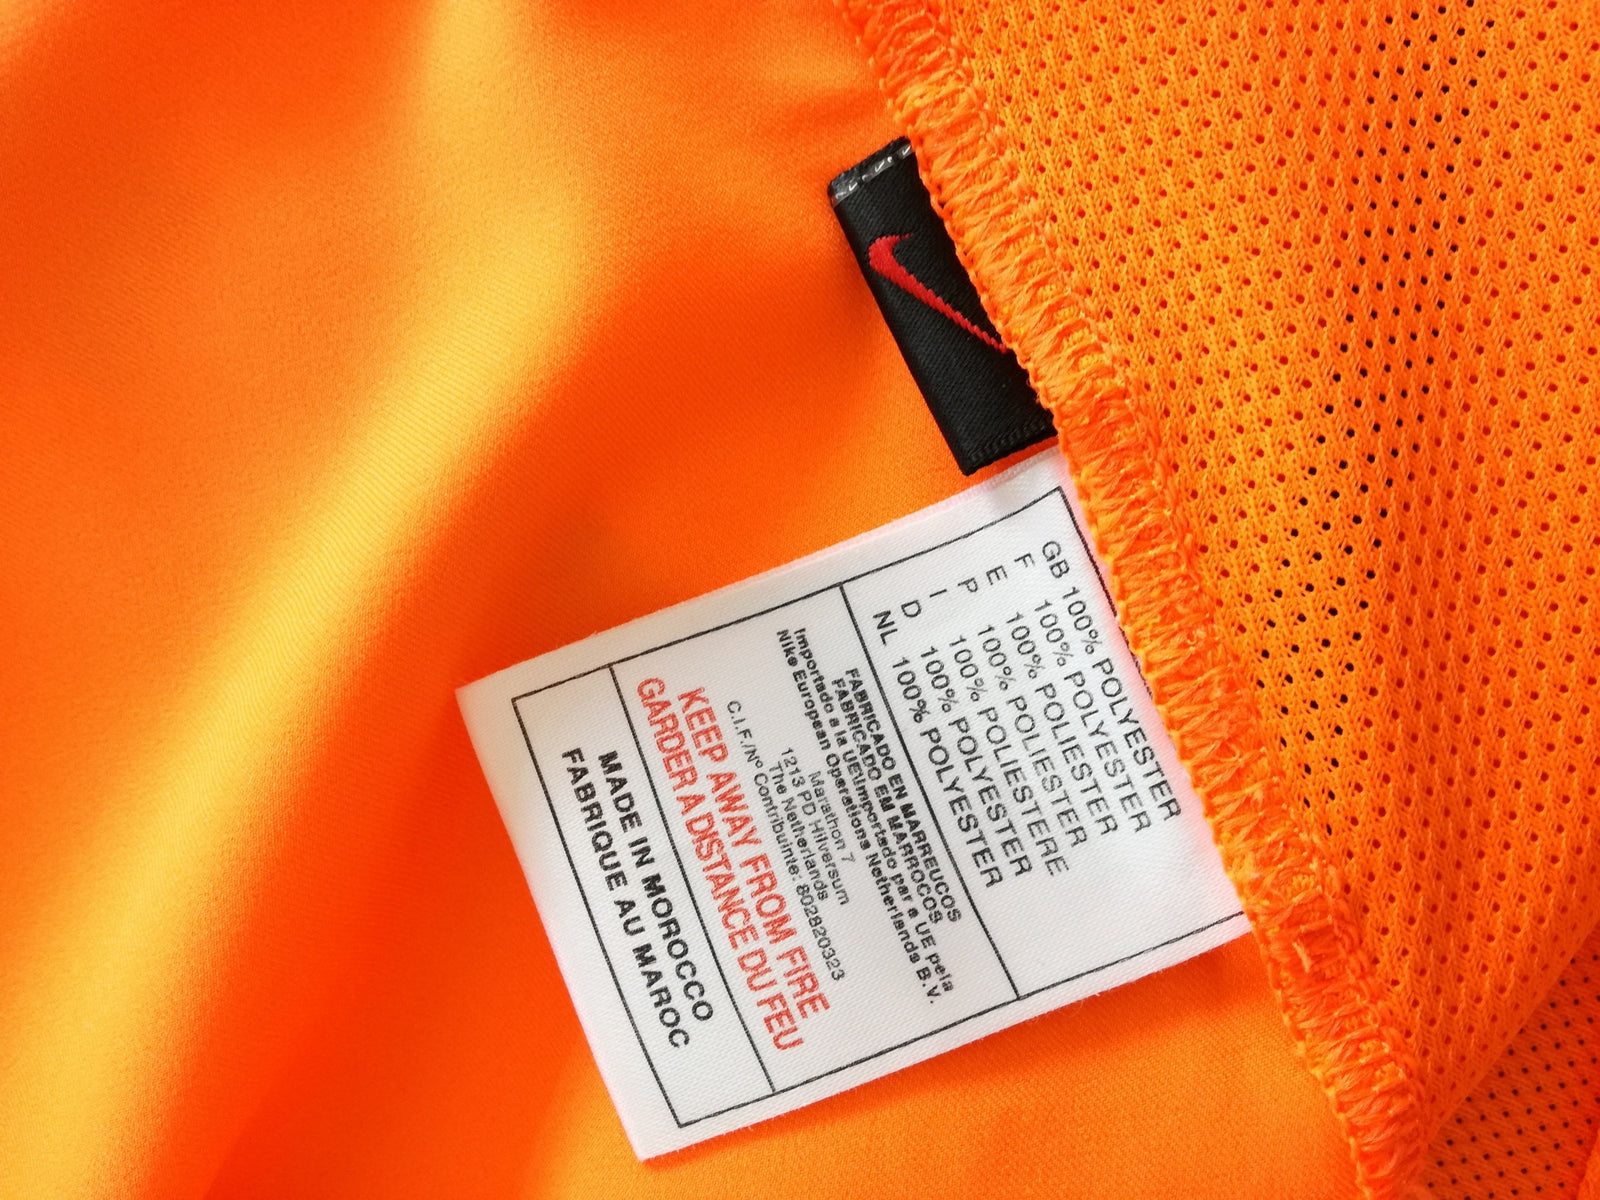 GB 100% POLYESTER
F 100% POLYESTER
E 100% POLIESTER
P 100% POLIESTER
I 100% POLIESTERE
D 100% POLYESTER
NL 100% POLYESTER
FABRICADO EN MARREUCOS
FABRICADO EM MARROCOS
Importado a la UE\Importado par a UE pela
Nike European Operations Netherlands B.V.
Marathon 7
1213 PD Hilversum
The Netherlands
C.I.F./Nº Contribuinte: 802820323
KEEP AWAY FROM FIRE
GARDER A DISTANCE DU FEU
MADE IN MOROCCO
FABRIQUE AU MAROC